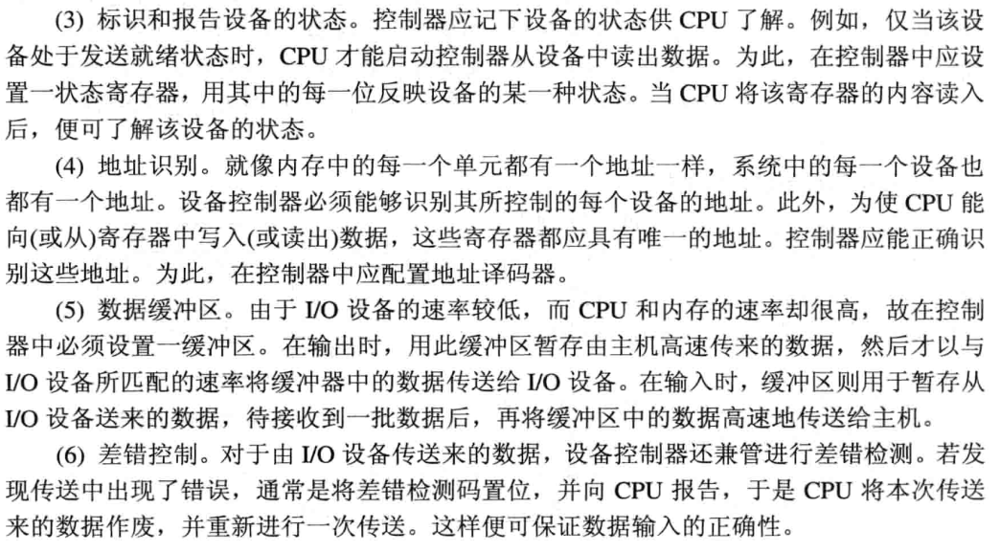 (3) 标识和报告设备的状态。控制器应记下设备的状态供 CPU 了解。例如，仅当该设
备处于发送就绪状态时，CPU 才能启动控制器从设备中读出数据。为此，在控制器中应设
置一状态寄存器，用其中的每一位反映设备的某一种状态。当 CPU 将该寄存器的内容读入
后，便可了解该设备的状态。
(4) 地址识别。就像内存中的每一个单元都有一个地址一样，系统中的每一个设备也
都有一个地址。设备控制器必须能够识别其所控制的每个设备的地址。此外，为使 CPU 能
向(或从)寄存器中写入(或读出)数据，这些寄存器都应具有唯一的地址。控制器应能正确识
别这些地址。为此，在控制器中应配置地址译码器。
(5) 数据缓冲区。由于 I/O 设备的速率较低，而 CPU 和内存的速率却很高，故在控制
器中必须设置一缓冲区。在输出时，用此缓冲区暂存由主机高速传来的数据，然后才以与
I/O 设备所匹配的速率将缓冲器中的数据传送给 I/O 设备。在输入时，缓冲区则用于暂存从
I/O 设备送来的数据，待接收到一批数据后，再将缓冲区中的数据高速地传送给主机。
(6) 差错控制。对于由 I/O 设备传送来的数据，设备控制器还兼管进行差错检测。若发
现传送中出现了错误，通常是将差错检测码置位，并向 CPU 报告，于是 CPU 将本次传送
来的数据作废，并重新进行一次传送。这样便可保证数据输入的正确性。